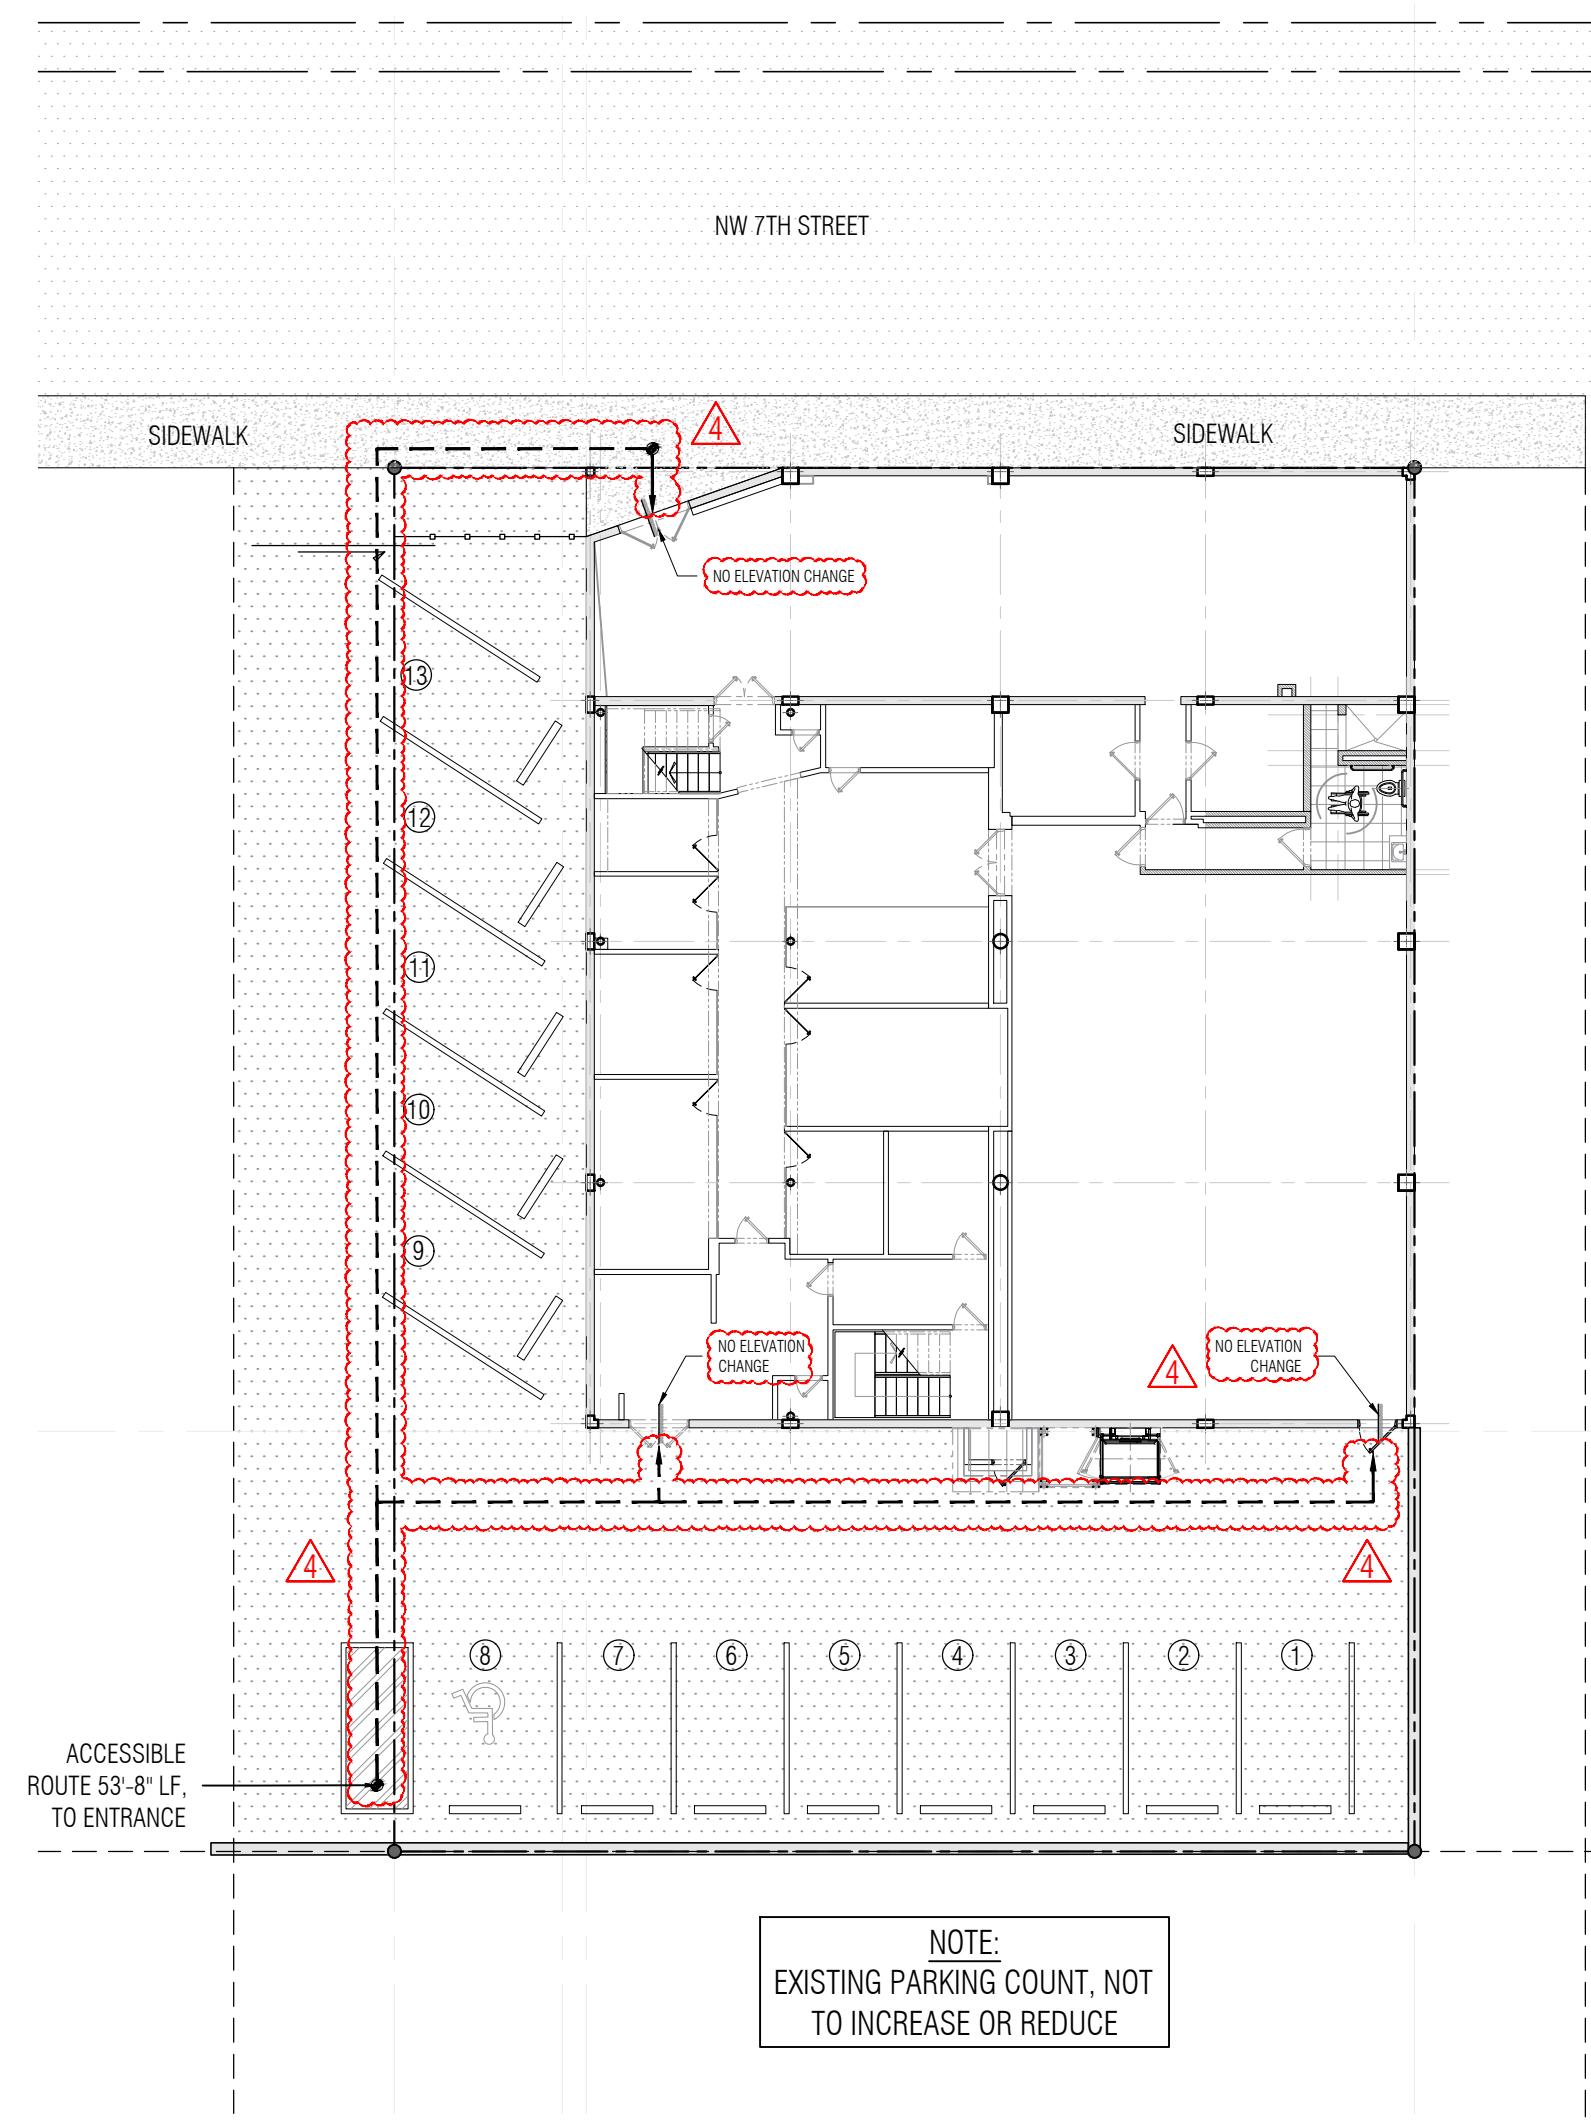 NW 7TH STREET
SIDEWALK
4
SIDEWALK
NO ELEVATION CHANGE
13
12
11
10
9
NO ELEVATION
CHANGE
4
NO ELEVATION
CHANGE
4
4
8
7
6
5
4
3
2
1
ACCESSIBLE
ROUTE 53'-8" LF,
TO ENTRANCE
NOTE:
EXISTING PARKING COUNT, NOT
TO INCREASE OR REDUCE